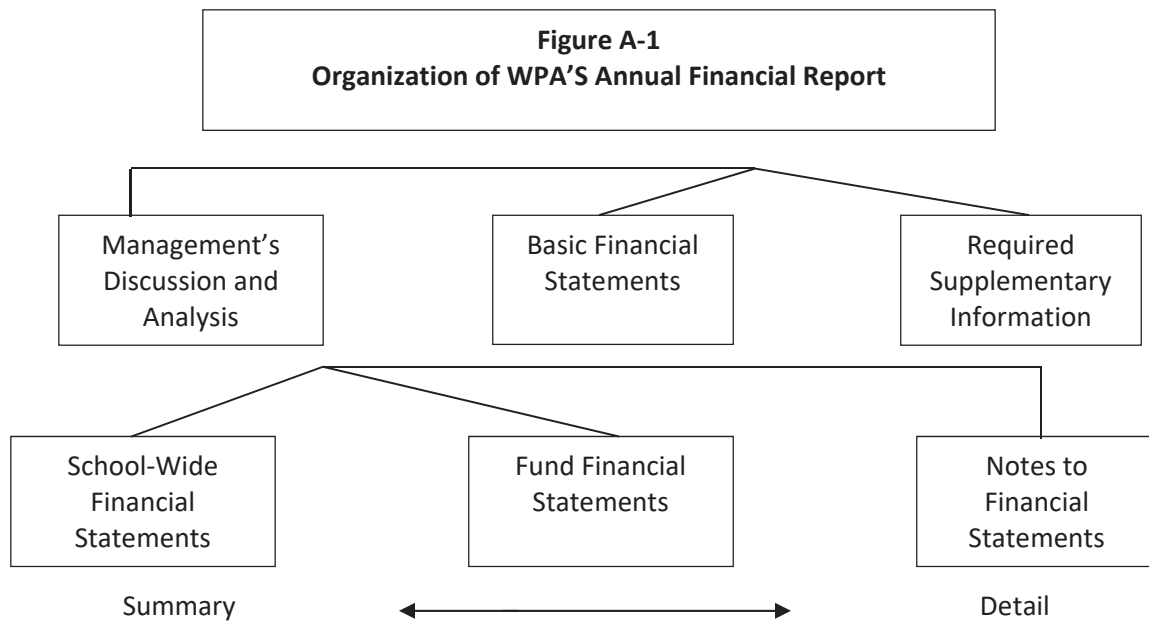 Figure A-1
Organization of WPA’S Annual Financial Report
Management’s
Discussion and
Analysis
Basic Financial
Statements
Required
Supplementary
Information
School-Wide
Financial
Statements
Fund Financial
Statements
Notes to
Financial
Statements
Summary
Detail